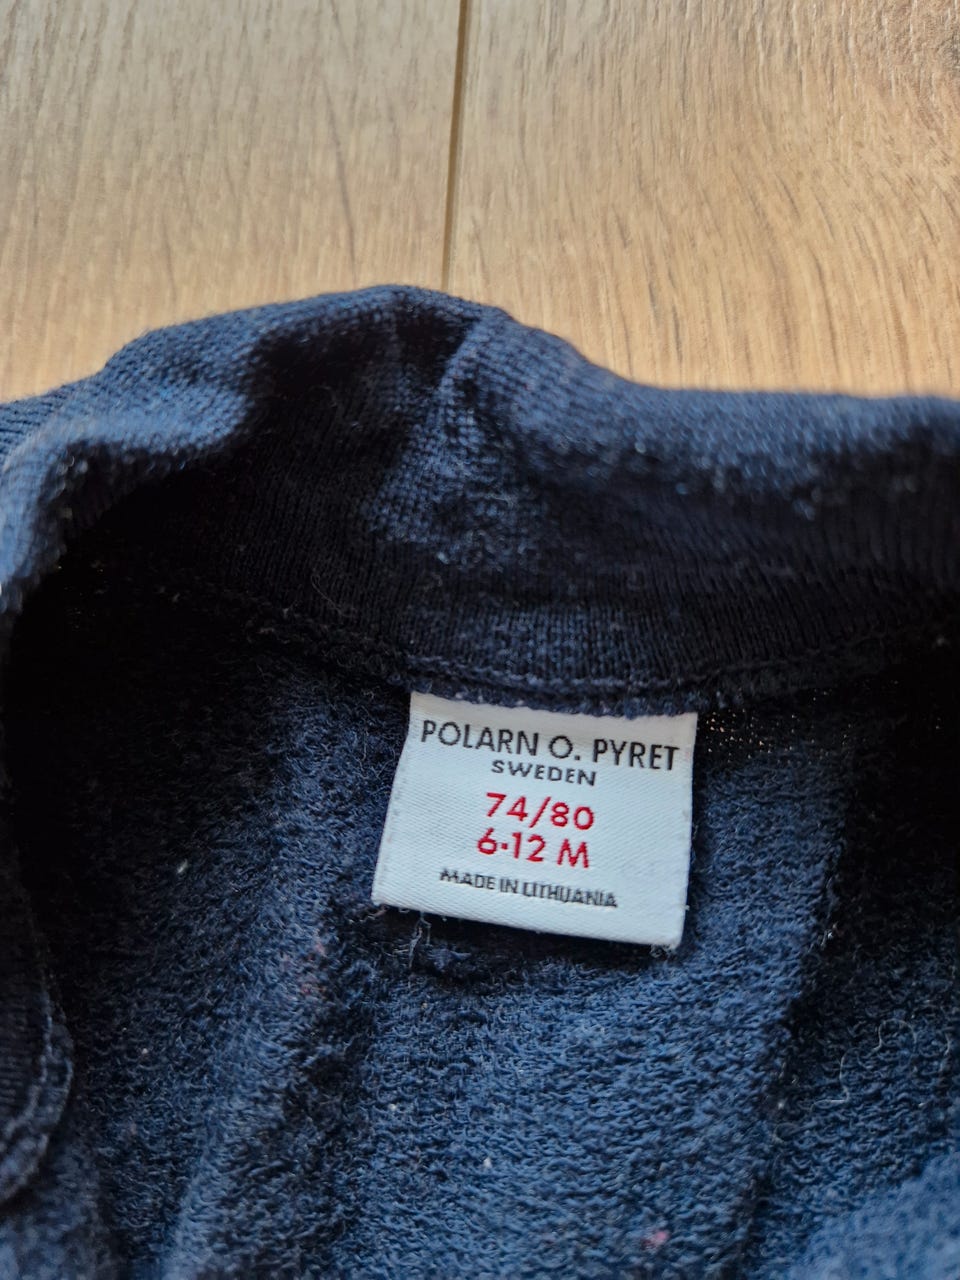 POLARN O. PYRET
SWEDEN
74/80
6-12 M
MADE IN LITHUANIA